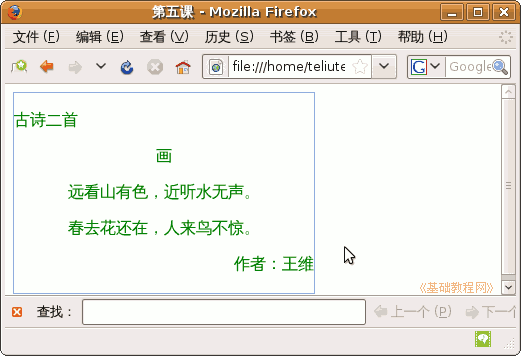 第五课 - Mozilla Firefox
文件 (F) 编辑 (E) 查看 (V) 历史 (S) 书签 (B) 工具 (T) 帮助 (H)
file:///home/teliute Google
古诗二首
画
远看山有色，近听水无声。
春去花还在，人来鸟不惊。
作者：王维
《基础教程网》
查找： 上一个 (P) 下一个